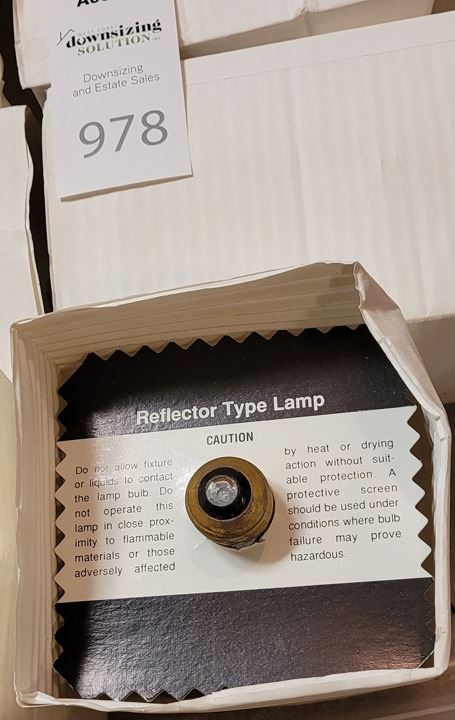 downsizing
SOLUTION
Downsizing
and Estate Sales
978
Reflector Type Lamp
CAUTION
Do not allow fixture
or liquids to contact
the lamp bulb. Do
not operate this
lamp in close prox-
imity to flammable
materials or those
adversely affected
by heat or drying
action without suit-
able protection. A
protective screen
should be used under
conditions where bulb
failure may prove
hazardous.